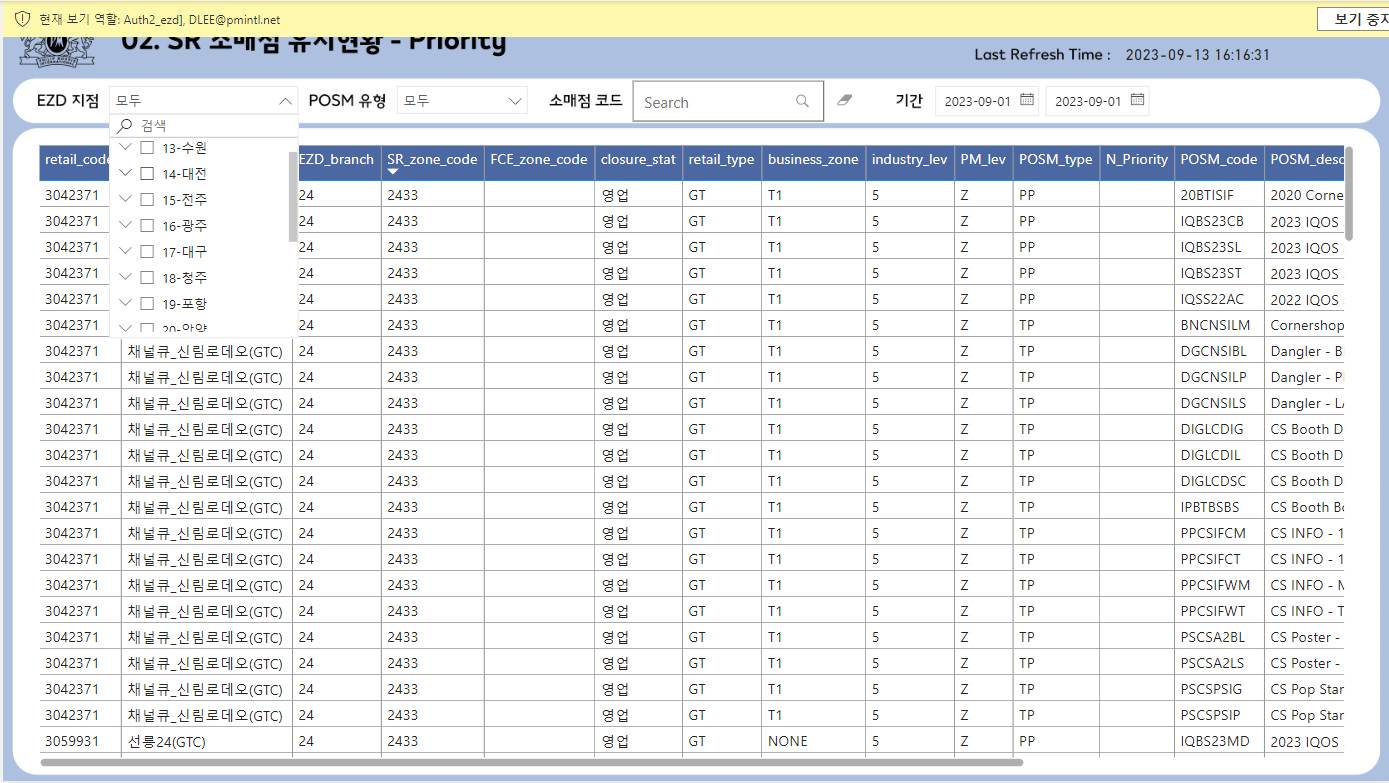 현재 보기 역할: Auth2_ezd], DLEE@pmintl.net
보기 중지
02. SR 소매점 유지현황 - Priority
Last Refresh Time : 2023-09-13 16:16:31
EZD 지점 모두 POSM 유형 모두 소매점 코드 Search 기간 2023-09-01 2023-09-01
검색
13-수원
14-대전
15-전주
16-광주
17-대구
18-청주
19-포항
20-안양
retail_code EZD_branch SR_zone_code FCE_zone_code closure_stat retail_type business_zone industry_lev PM_lev POSM_type N_Priority POSM_code POSM_desc
3042371 24 2433 영업 GT T1 5 Z PP 20BTISIF 2020 Corne
3042371 24 2433 영업 GT T1 5 Z PP IQBS23CB 2023 IQOS
3042371 24 2433 영업 GT T1 5 Z PP IQBS23SL 2023 IQOS
3042371 24 2433 영업 GT T1 5 Z PP IQBS23ST 2023 IQOS
3042371 24 2433 영업 GT T1 5 Z PP IQSS22AC 2022 IQOS
3042371 24 2433 영업 GT T1 5 Z TP BNCNSILM Cornershop
3042371 채널큐_신림로데오(GTC) 24 2433 영업 GT T1 5 Z TP DGCNSIBL Dangler - B
3042371 채널큐_신림로데오(GTC) 24 2433 영업 GT T1 5 Z TP DGCNSILP Dangler - P
3042371 채널큐_신림로데오(GTC) 24 2433 영업 GT T1 5 Z TP DGCNSILS Dangler - LA
3042371 채널큐_신림로데오(GTC) 24 2433 영업 GT T1 5 Z TP DIGLCDIG CS Booth D
3042371 채널큐_신림로데오(GTC) 24 2433 영업 GT T1 5 Z TP DIGLCDIL CS Booth D
3042371 채널큐_신림로데오(GTC) 24 2433 영업 GT T1 5 Z TP DIGLCDSC CS Booth D
3042371 채널큐_신림로데오(GTC) 24 2433 영업 GT T1 5 Z TP IPBTBSBS CS Booth Bo
3042371 채널큐_신림로데오(GTC) 24 2433 영업 GT T1 5 Z TP PPCSIFCM CS INFO - 1
3042371 채널큐_신림로데오(GTC) 24 2433 영업 GT T1 5 Z TP PPCSIFCT CS INFO - 1
3042371 채널큐_신림로데오(GTC) 24 2433 영업 GT T1 5 Z TP PPCSIFWM CS INFO - M
3042371 채널큐_신림로데오(GTC) 24 2433 영업 GT T1 5 Z TP PPCSIFWT CS INFO - T
3042371 채널큐_신림로데오(GTC) 24 2433 영업 GT T1 5 Z TP PSCSA2BL CS Poster -
3042371 채널큐_신림로데오(GTC) 24 2433 영업 GT T1 5 Z TP PSCSA2LS CS Poster -
3042371 채널큐_신림로데오(GTC) 24 2433 영업 GT T1 5 Z TP PSCSPSIG CS Pop Star
3042371 채널큐_신림로데오(GTC) 24 2433 영업 GT T1 5 Z TP PSCSPSIP CS Pop Star
3059931 선릉24(GTC) 24 2433 영업 GT NONE 5 Z PP IQBS23MD 2023 IQOS